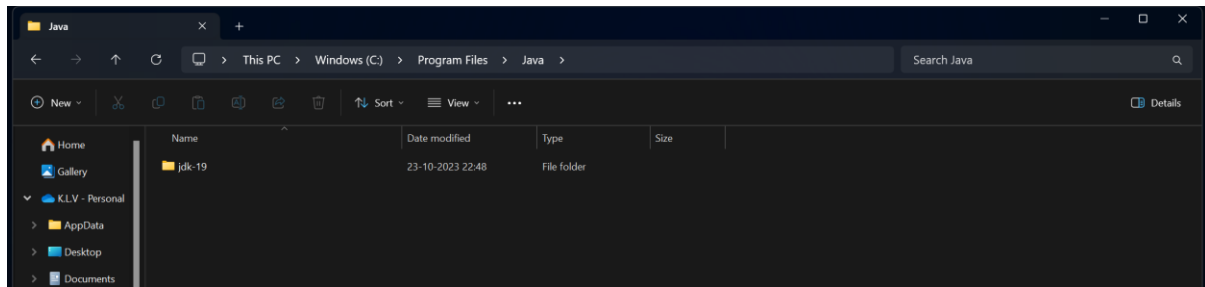 Java
This PC > Windows (C:) > Program Files > Java >
Search Java
New
Sort
View
Details
Name
Date modified
Type
Size
jdk-19
23-10-2023 22:48
File folder
Home
Gallery
K.L.V - Personal
AppData
Desktop
Documents